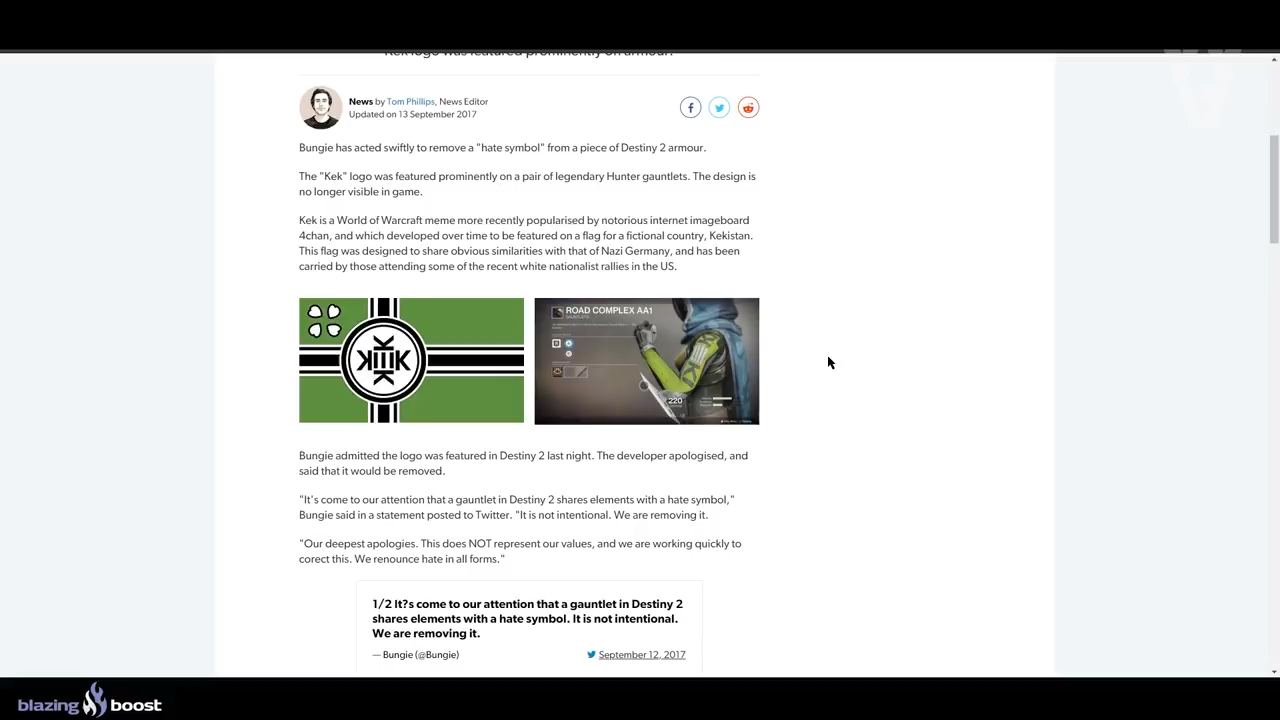 Kek logo was featured prominently on armour.
News by Tom Phillips, News Editor
Updated on 13 September 2017
Bungie has acted swiftly to remove a "hate symbol" from a piece of Destiny 2 armour.
The "Kek" logo was featured prominently on a pair of legendary Hunter gauntlets. The design is
no longer visible in game.
Kek is a World of Warcraft meme more recently popularised by notorious internet imageboard
4chan, and which developed over time to be featured on a flag for a fictional country, Kekistan.
This flag was designed to share obvious similarities with that of Nazi Germany, and has been
carried by those attending some of the recent white nationalist rallies in the US.
ROAD COMPLEX AA1
220
Bungie admitted the logo was featured in Destiny 2 last night. The developer apologised, and
said that it would be removed.
"It's come to our attention that a gauntlet in Destiny 2 shares elements with a hate symbol,"
Bungie said in a statement posted to Twitter. "It is not intentional. We are removing it.
"Our deepest apologies. This does NOT represent our values, and we are working quickly to
corect this. We renounce hate in all forms."
1/2 It?s come to our attention that a gauntlet in Destiny 2
shares elements with a hate symbol. It is not intentional.
We are removing it.
— Bungie (@Bungie) September 12, 2017
blazing boost